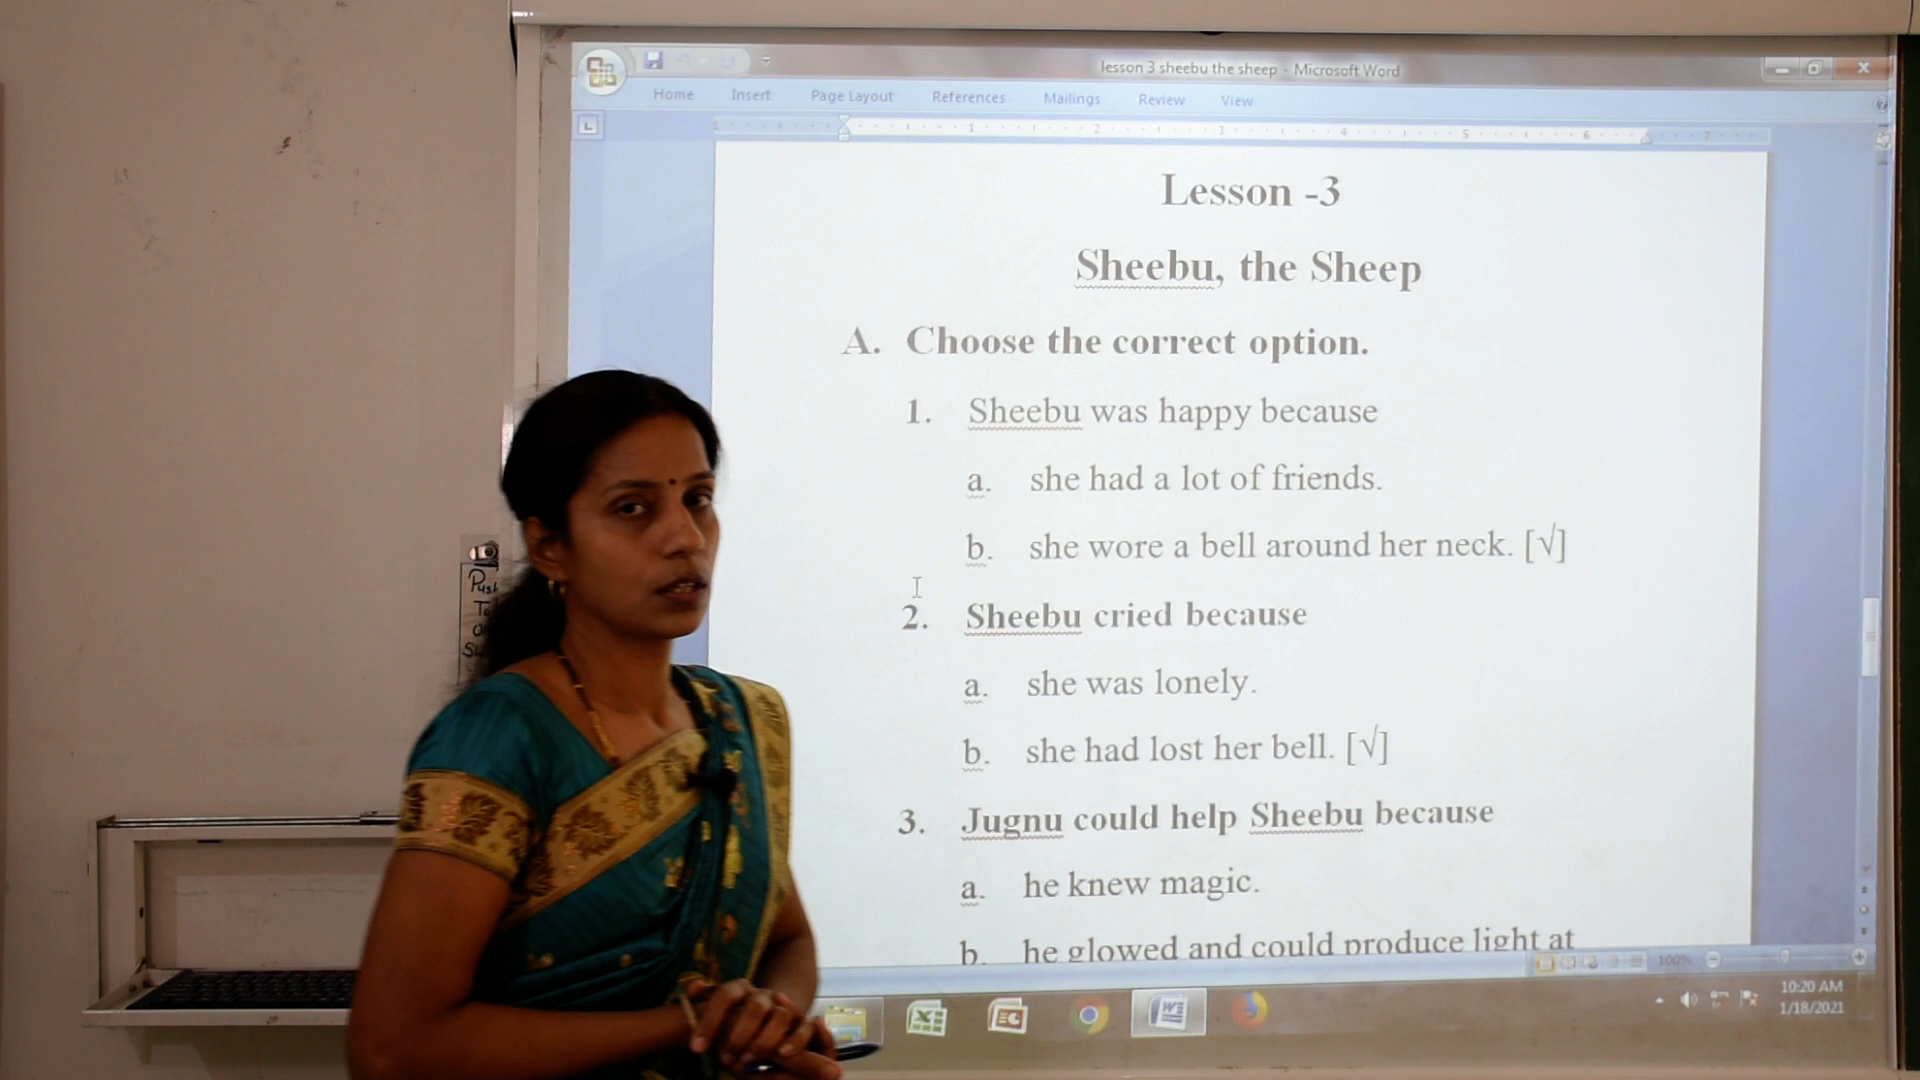 lesson 3 sheebu the sheep - Microsoft Word
Home Insert Page Layout References Mailings Review View
Lesson -3
Sheebu, the Sheep
A. Choose the correct option.
1. Sheebu was happy because
a. she had a lot of friends.
b. she wore a bell around her neck. [√]
2. Sheebu cried because
a. she was lonely.
b. she had lost her bell. [√]
3. Jugnu could help Sheebu because
a. he knew magic.
b. he glowed and could produce light at
100%
10:20 AM
1/18/2021
Push
To